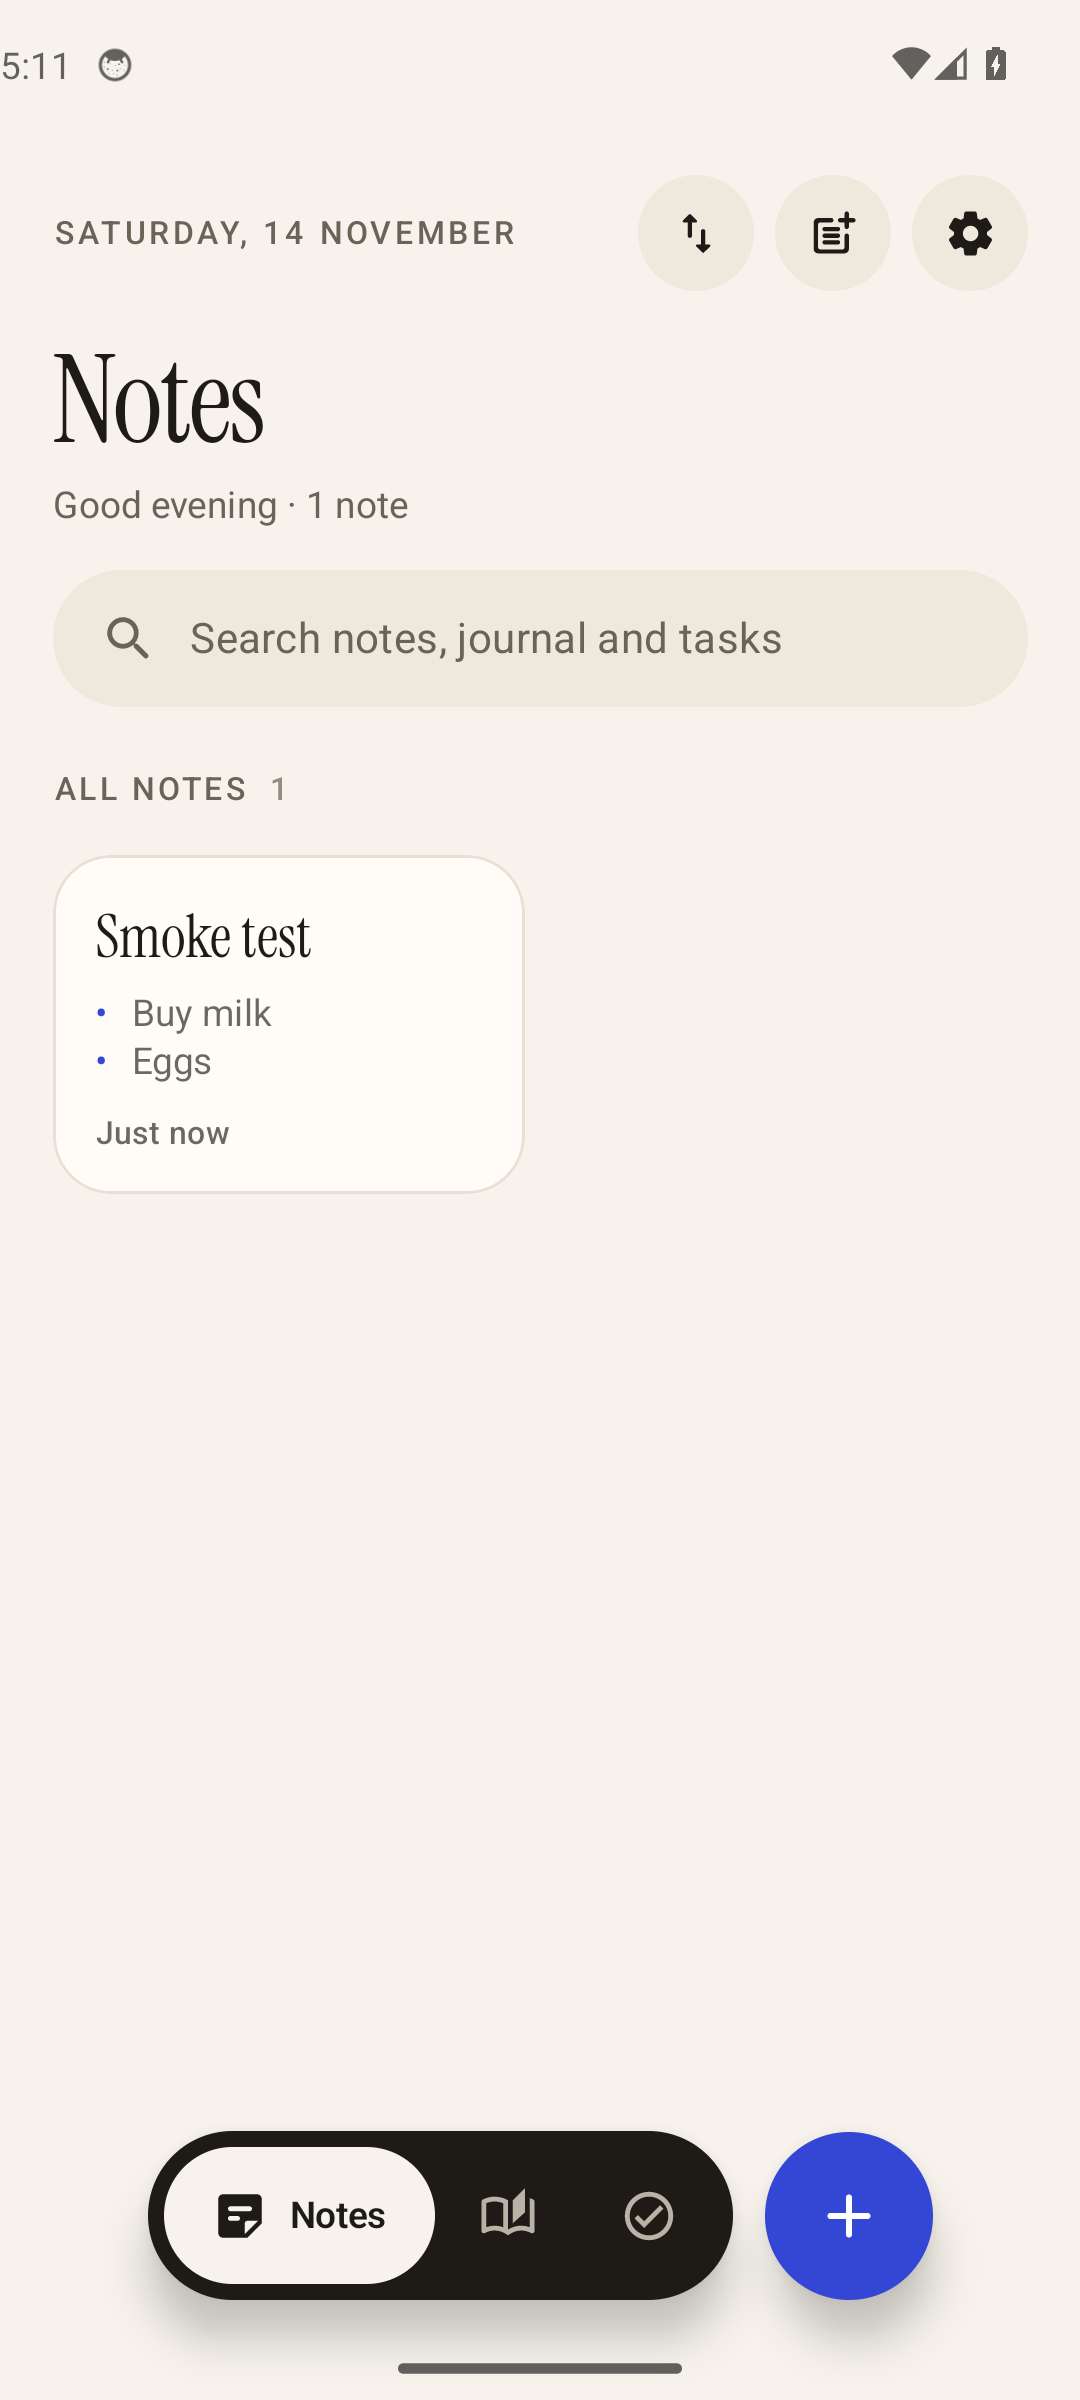 5:11
SATURDAY, 14 NOVEMBER
Notes
Good evening · 1 note
Search notes, journal and tasks
ALL NOTES 1
Smoke test
• Buy milk
• Eggs
Just now
Notes